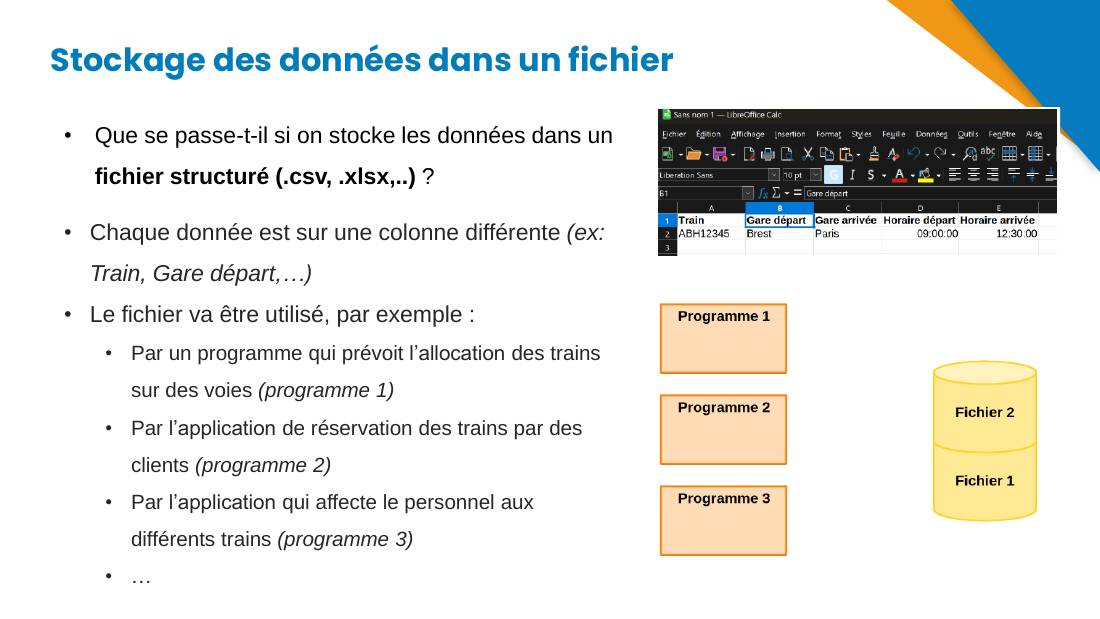 Stockage des données dans un fichier
• Que se passe-t-il si on stocke les données dans un
fichier structuré (.csv, .xlsx,..) ?
• Chaque donnée est sur une colonne différente (ex:
Train, Gare départ,…)
• Le fichier va être utilisé, par exemple :
• Par un programme qui prévoit l’allocation des trains
sur des voies (programme 1)
• Par l’application de réservation des trains par des
clients (programme 2)
• Par l’application qui affecte le personnel aux
différents trains (programme 3)
• …
Sans nom 1 — LibreOffice Calc
Fichier Édition Affichage Insertion Format Styles Feuille Données Outils Fenêtre Aide
Liberation Sans 10 pt G I S A
B1 fx Σ = Gare départ
A B C D E
1 Train Gare départ Gare arrivée Horaire départ Horaire arrivée
2 ABH12345 Brest Paris 09:00:00 12:30:00
3
Programme 1
Programme 2
Programme 3
Fichier 2
Fichier 1